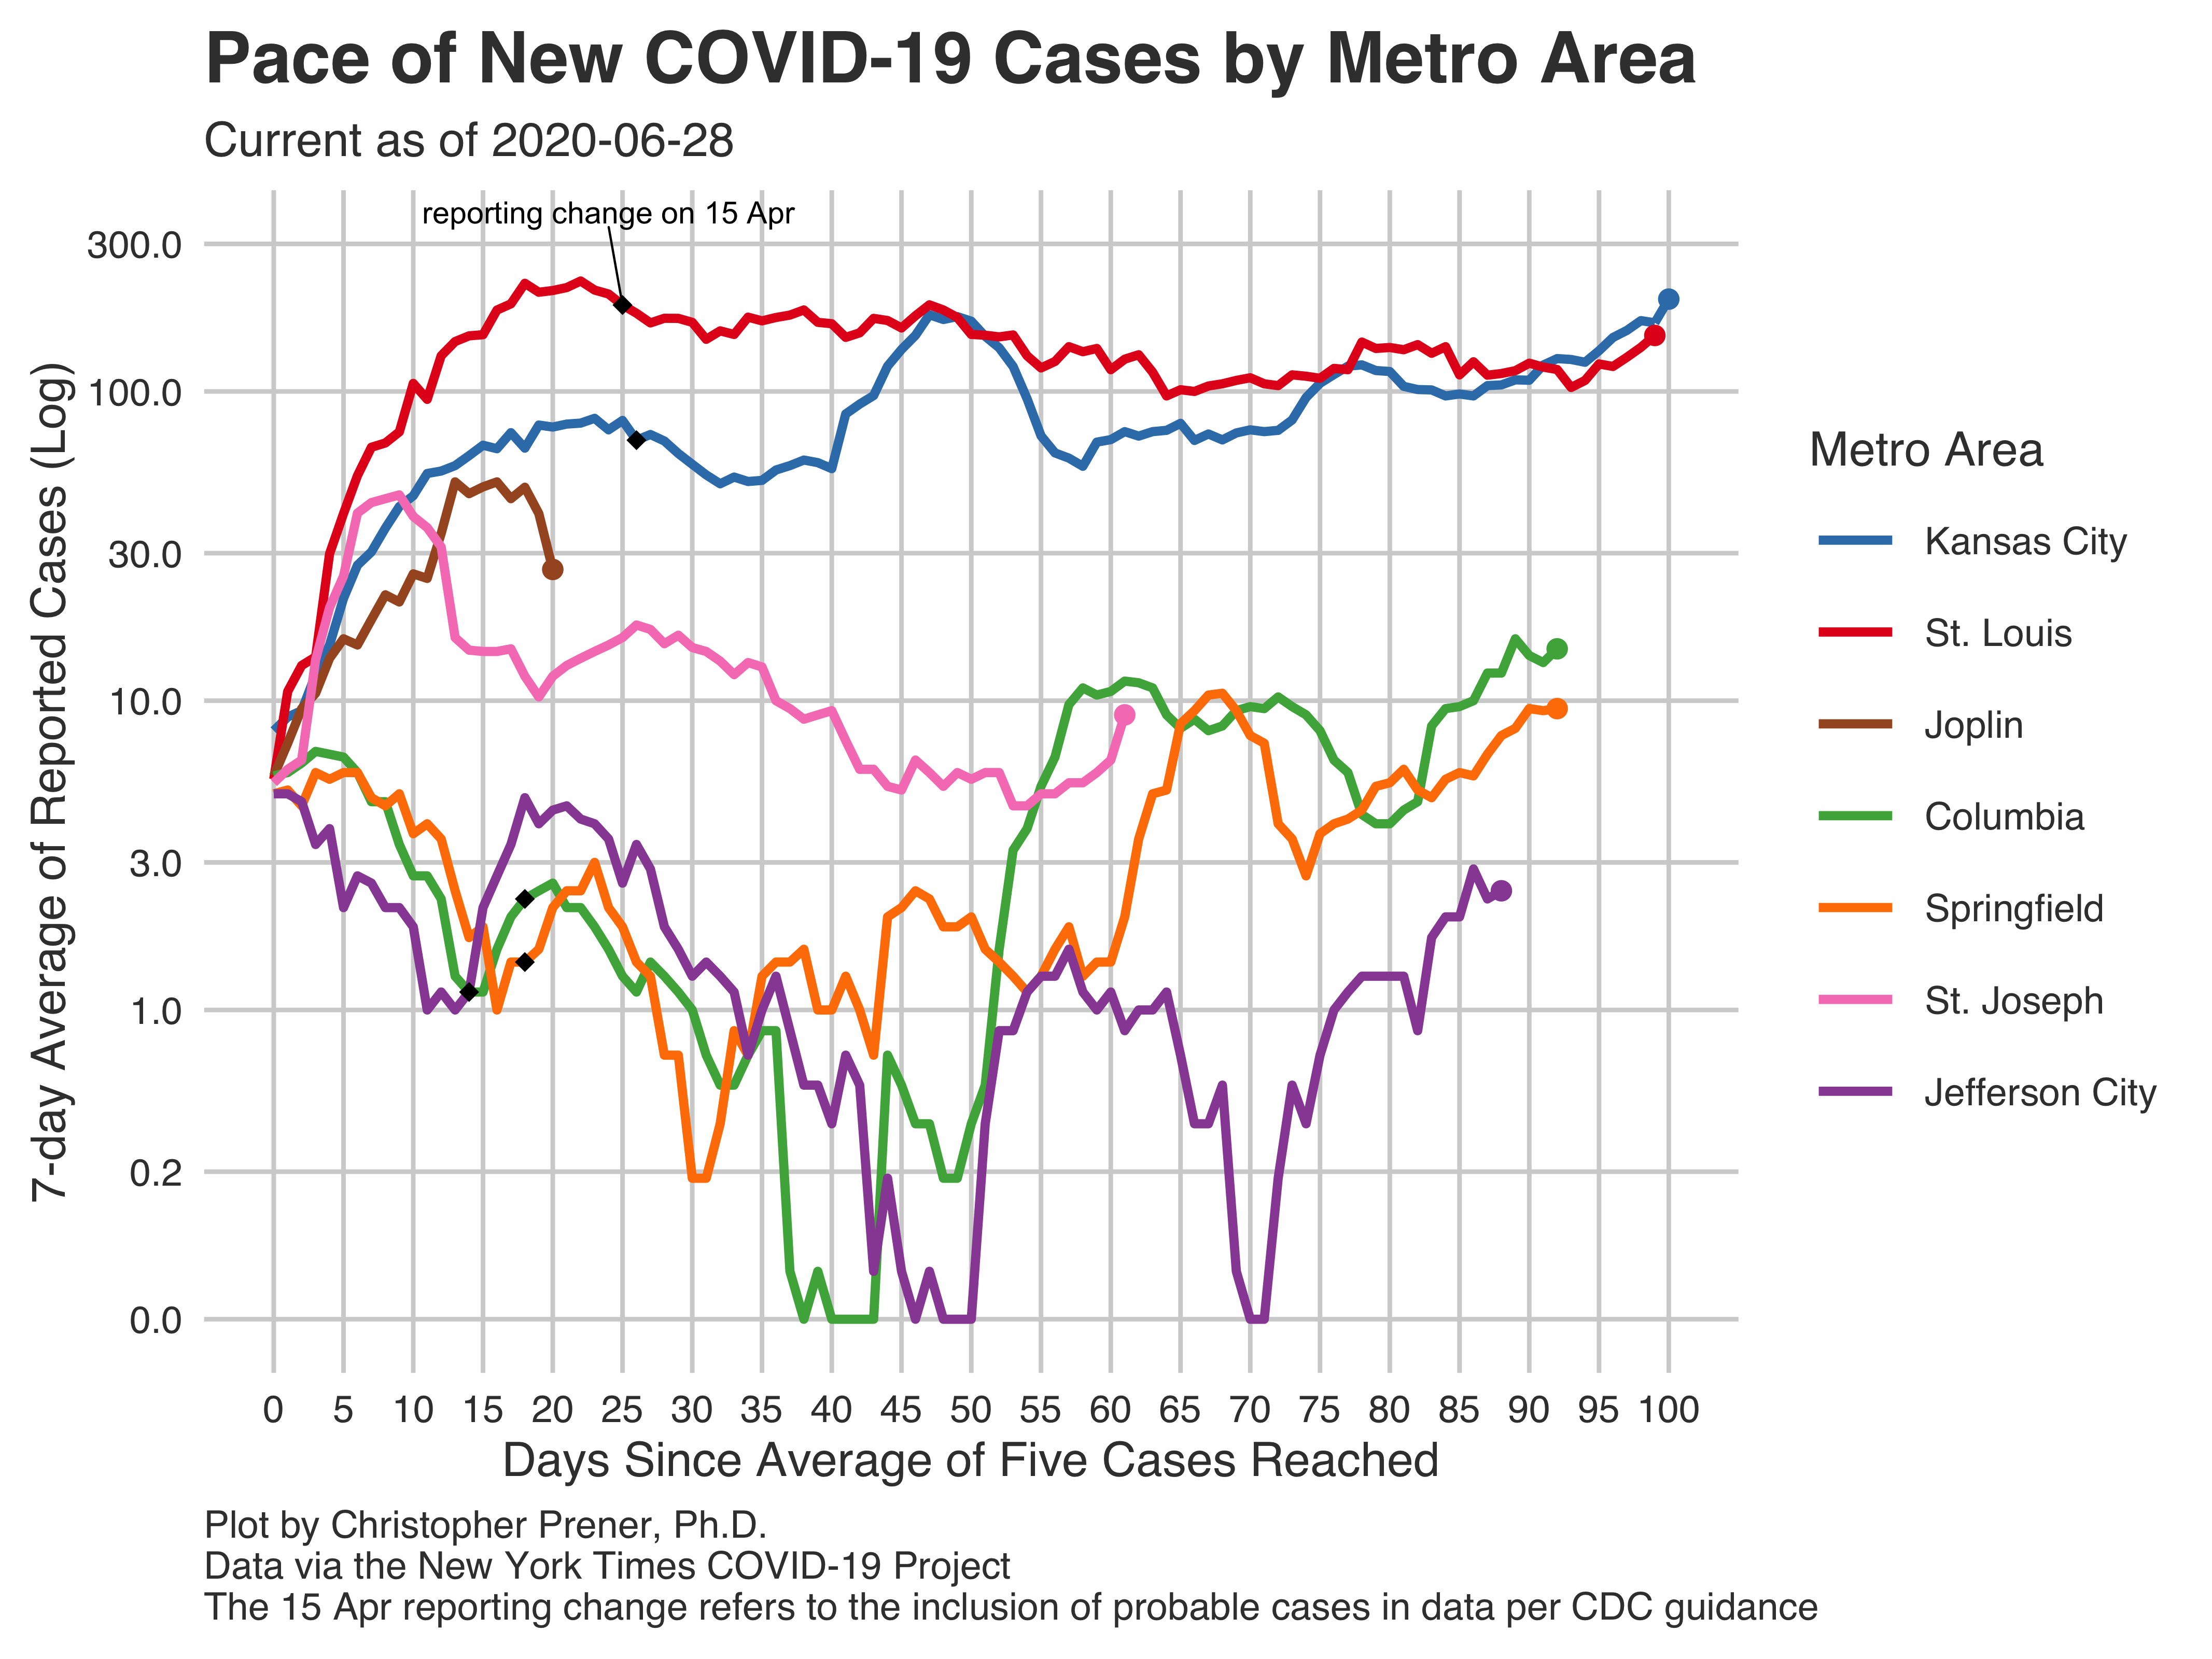 Pace of New COVID-19 Cases by Metro Area
Current as of 2020-06-28
reporting change on 15 Apr
7-day Average of Reported Cases (Log)
300.0
100.0
30.0
10.0
3.0
1.0
0.2
0.0
0 5 10 15 20 25 30 35 40 45 50 55 60 65 70 75 80 85 90 95 100
Days Since Average of Five Cases Reached
Metro Area
Kansas City
St. Louis
Joplin
Columbia
Springfield
St. Joseph
Jefferson City
Plot by Christopher Prener, Ph.D.
Data via the New York Times COVID-19 Project
The 15 Apr reporting change refers to the inclusion of probable cases in data per CDC guidance